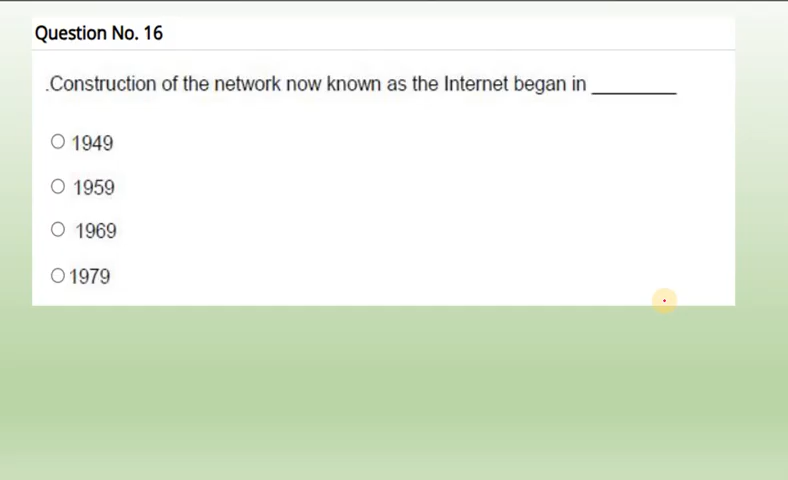 Question No. 16
.Construction of the network now known as the Internet began in ________
1949
1959
1969
1979